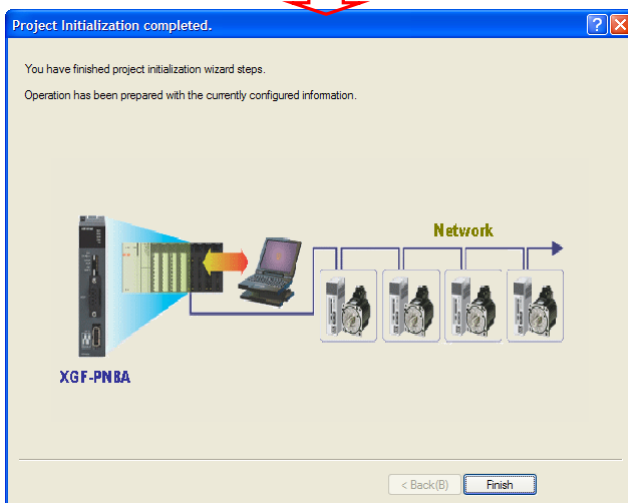 Project Initialization completed.
You have finished project initialization wizard steps.
Operation has been prepared with the currently configured information.
Network
XGF-PN8A
< Back(B)
Finish